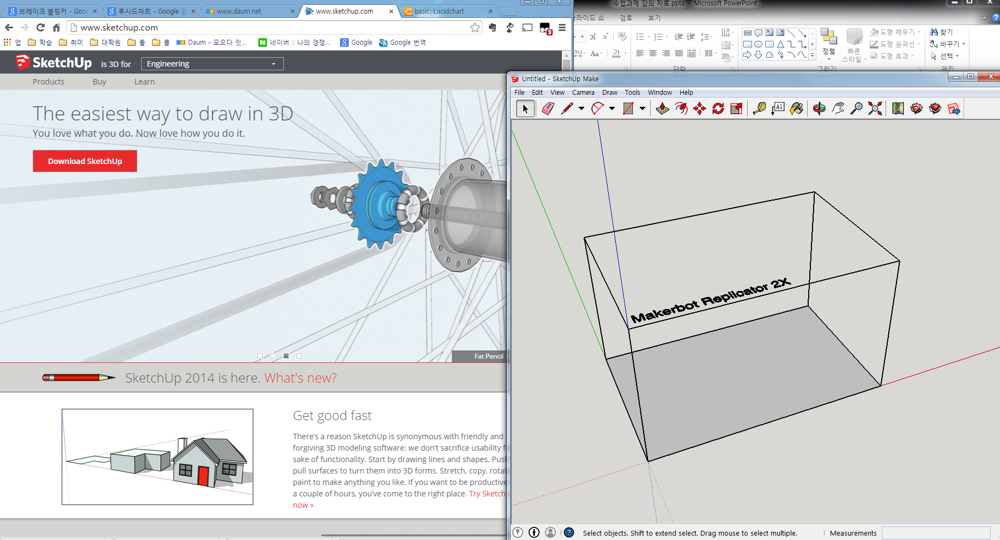 브레이크 블링커 - Goo
루시드차트 - Google 검
www.daum.net
www.sketchup.com
basic: Lucidchart
www.sketchup.com
3
앱
학습
취미
대학원
돌
몰
Daum - 모으다 잇...
네이버 :: 나의 경쟁...
Google
Google 번역
SketchUp is 3D for Engineering
Products Buy Learn
The easiest way to draw in 3D
You love what you do. Now love how you do it.
Download SketchUp
Fat Pencil
SketchUp 2014 is here. What's new?
Get good fast
There's a reason SketchUp is synonymous with friendly and
forgiving 3D modeling software: we don't sacrifice usability f
sake of functionality. Start by drawing lines and shapes. Pus
pull surfaces to turn them into 3D forms. Stretch, copy, rota
paint to make anything you like. If you want to be productive
a couple of hours, you've come to the right place. Try Sketch
now »
수업과제 강의 자료.pptx - Microsoft PowerPoint
슬라이드 쇼 검토 보기
가 가
Aa 가
정렬
빠른
스타일
도형 채우기
도형 윤곽선
도형 효과
찾기
바꾸기
선택
단락
그리기
편집
Untitled - SketchUp Make
File Edit View Camera Draw Tools Window Help
A1
Makerbot Replicator 2X
Select objects. Shift to extend select. Drag mouse to select multiple.
Measurements